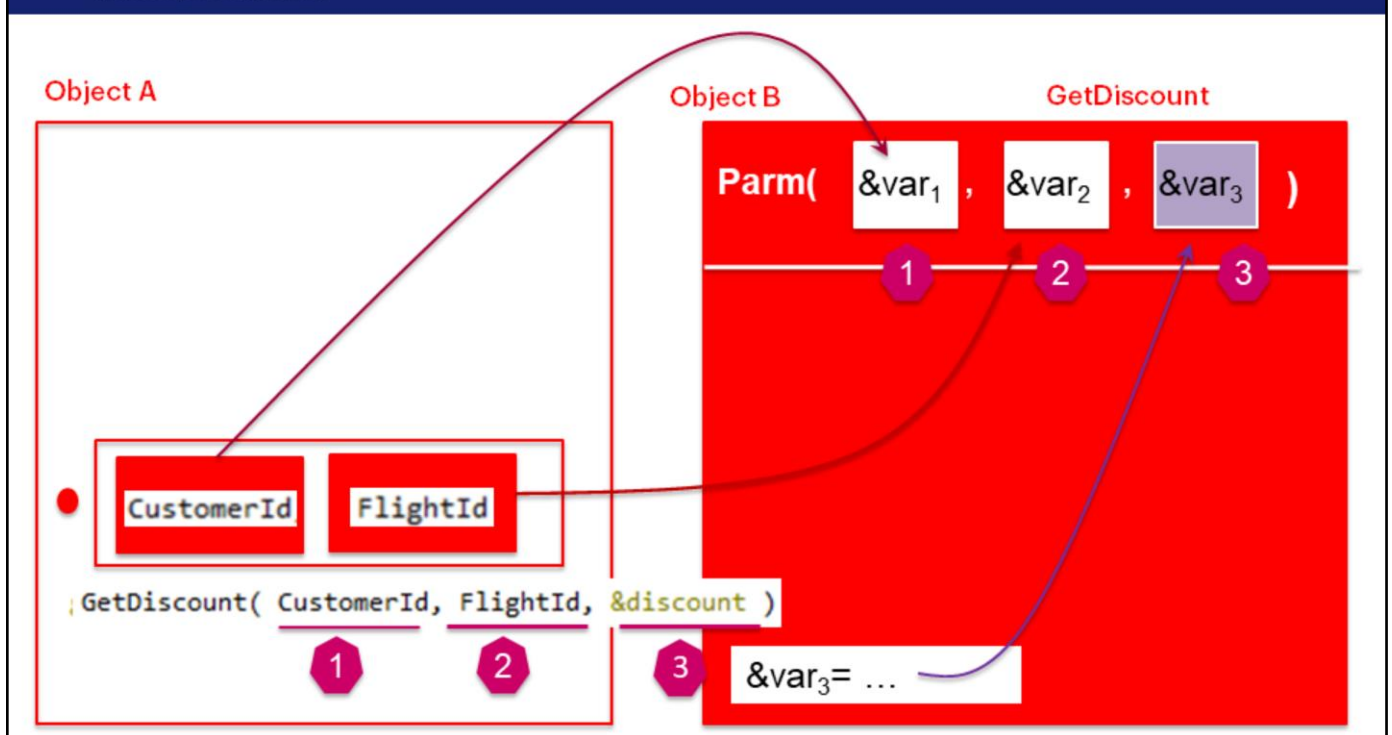 Object A
Object B
GetDiscount
Parm( &var1 , &var2 , &var3 )
1 2 3
CustomerId FlightId
GetDiscount( CustomerId, FlightId, &discount )
1 2 3
&var3= …